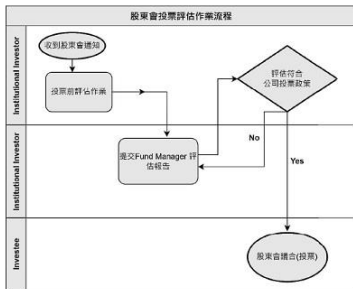 股東會投票評估作業流程
Institutional Investor
收到股東會通知
投票前評估作業
評估符合
公司投票政策
No
Yes
Institutional Investor
提交Fund Manager 評
估報告
Investee
股東會議合(投票)